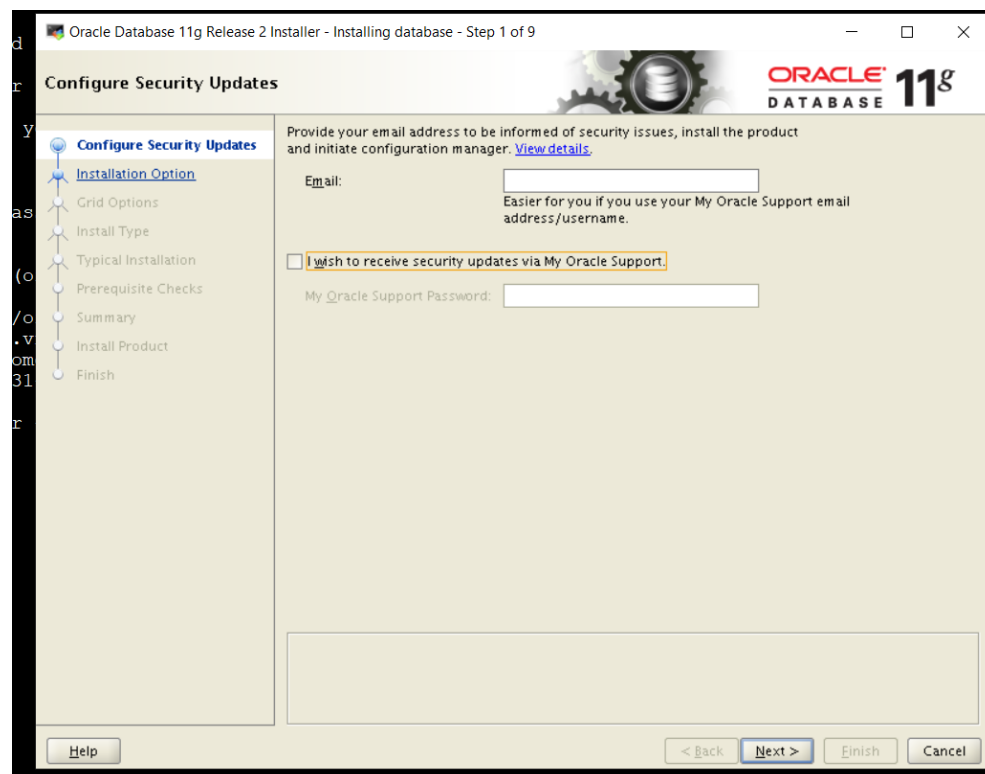 Oracle Database 11g Release 2 Installer - Installing database - Step 1 of 9
Configure Security Updates
ORACLE
DATABASE
11g
d
r
y
as
(o
/o
.v
om
31
r
Configure Security Updates
Installation Option
Grid Options
Install Type
Typical Installation
Prerequisite Checks
Summary
Install Product
Finish
Provide your email address to be informed of security issues, install the product
and initiate configuration manager. View details.
Email:
Easier for you if you use your My Oracle Support email
address/username.
I wish to receive security updates via My Oracle Support.
My Oracle Support Password:
Help
< Back
Next >
Finish
Cancel